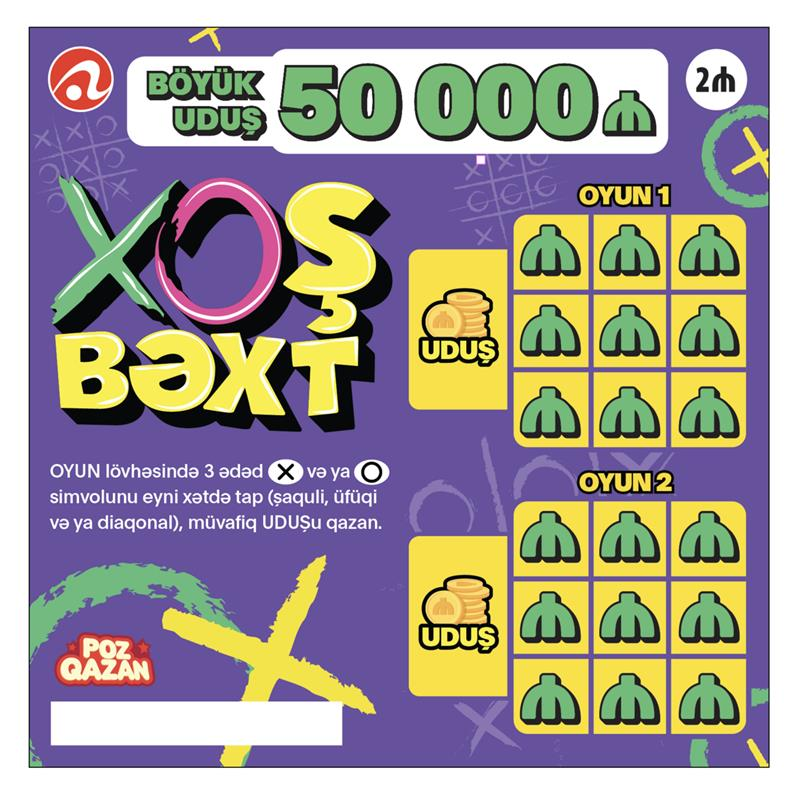 BÖYÜK
UDUŞ
50 000 ₼
2₼
XOŞ
BƏXT
OYUN lövhəsində 3 ədəd X və ya O
simvolunu eyni xətdə tap (şaquli, üfüqi
və ya diaqonal), müvafiq UDUŞu qazan.
POZ
QAZAN
OYUN 1
UDUŞ
₼ ₼ ₼
₼ ₼ ₼
₼ ₼ ₼
OYUN 2
UDUŞ
₼ ₼ ₼
₼ ₼ ₼
₼ ₼ ₼